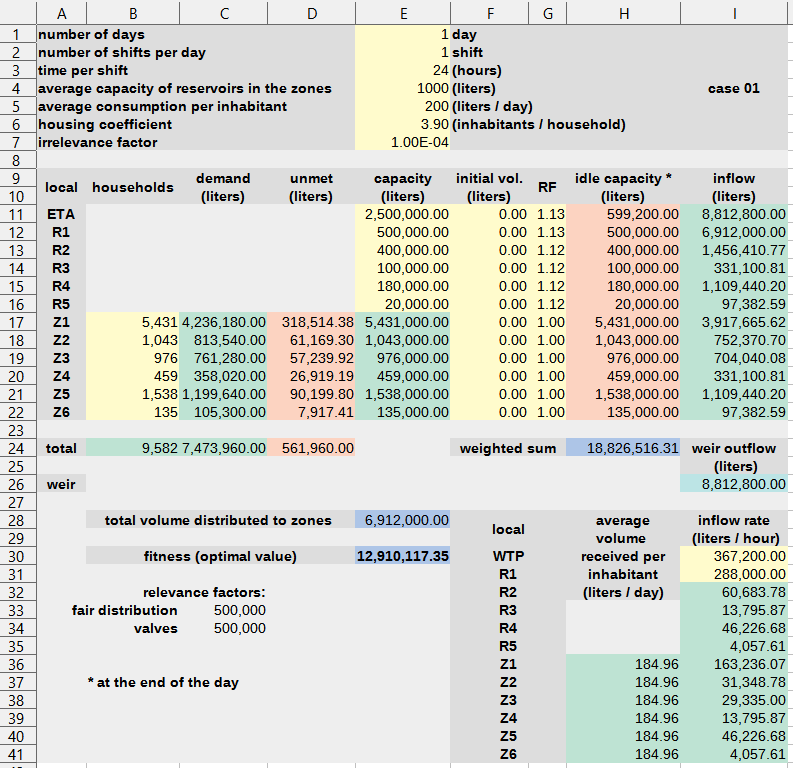 A B C D E F G H I
1 number of days 1 day
2 number of shifts per day 1 shift
3 time per shift 24 (hours)
4 average capacity of reservoirs in the zones 1000 (liters) case 01
5 average consumption per inhabitant 200 (liters / day)
6 housing coefficient 3.90 (inhabitants / household)
7 irrelevance factor 1.00E-04
8
9 local households demand unmet capacity initial vol. RF idle capacity * inflow
10 (liters) (liters) (liters) (liters) (liters) (liters)
11 ETA 2,500,000.00 0.00 1.13 599,200.00 8,812,800.00
12 R1 500,000.00 0.00 1.13 500,000.00 6,912,000.00
13 R2 400,000.00 0.00 1.12 400,000.00 1,456,410.77
14 R3 100,000.00 0.00 1.12 100,000.00 331,100.81
15 R4 180,000.00 0.00 1.12 180,000.00 1,109,440.20
16 R5 20,000.00 0.00 1.12 20,000.00 97,382.59
17 Z1 5,431 4,236,180.00 318,514.38 5,431,000.00 0.00 1.00 5,431,000.00 3,917,665.62
18 Z2 1,043 813,540.00 61,169.30 1,043,000.00 0.00 1.00 1,043,000.00 752,370.70
19 Z3 976 761,280.00 57,239.92 976,000.00 0.00 1.00 976,000.00 704,040.08
20 Z4 459 358,020.00 26,919.19 459,000.00 0.00 1.00 459,000.00 331,100.81
21 Z5 1,538 1,199,640.00 90,199.80 1,538,000.00 0.00 1.00 1,538,000.00 1,109,440.20
22 Z6 135 105,300.00 7,917.41 135,000.00 0.00 1.00 135,000.00 97,382.59
23
24 total 9,582 7,473,960.00 561,960.00 weighted sum 18,826,516.31 weir outflow
25 (liters)
26 weir 8,812,800.00
27
28 total volume distributed to zones 6,912,000.00 local average inflow rate
29 volume (liters / hour)
30 fitness (optimal value) 12,910,117.35 WTP received per 367,200.00
31 R1 inhabitant 288,000.00
32 relevance factors: R2 (liters / day) 60,683.78
33 fair distribution 500,000 R3 13,795.87
34 valves 500,000 R4 46,226.68
35 R5 4,057.61
36 Z1 184.96 163,236.07
37 * at the end of the day Z2 184.96 31,348.78
38 Z3 184.96 29,335.00
39 Z4 184.96 13,795.87
40 Z5 184.96 46,226.68
41 Z6 184.96 4,057.61